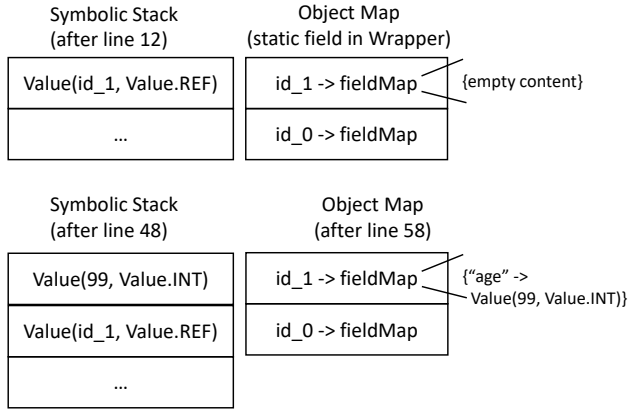 Symbolic Stack
(after line 12)
Object Map
(static field in Wrapper)
Value(id_1, Value.REF)
...
id_1 -> fieldMap
id_0 -> fieldMap
{empty content}
Symbolic Stack
(after line 48)
Object Map
(after line 58)
Value(99, Value.INT)
Value(id_1, Value.REF)
...
id_1 -> fieldMap
id_0 -> fieldMap
{“age” ->
Value(99, Value.INT)}